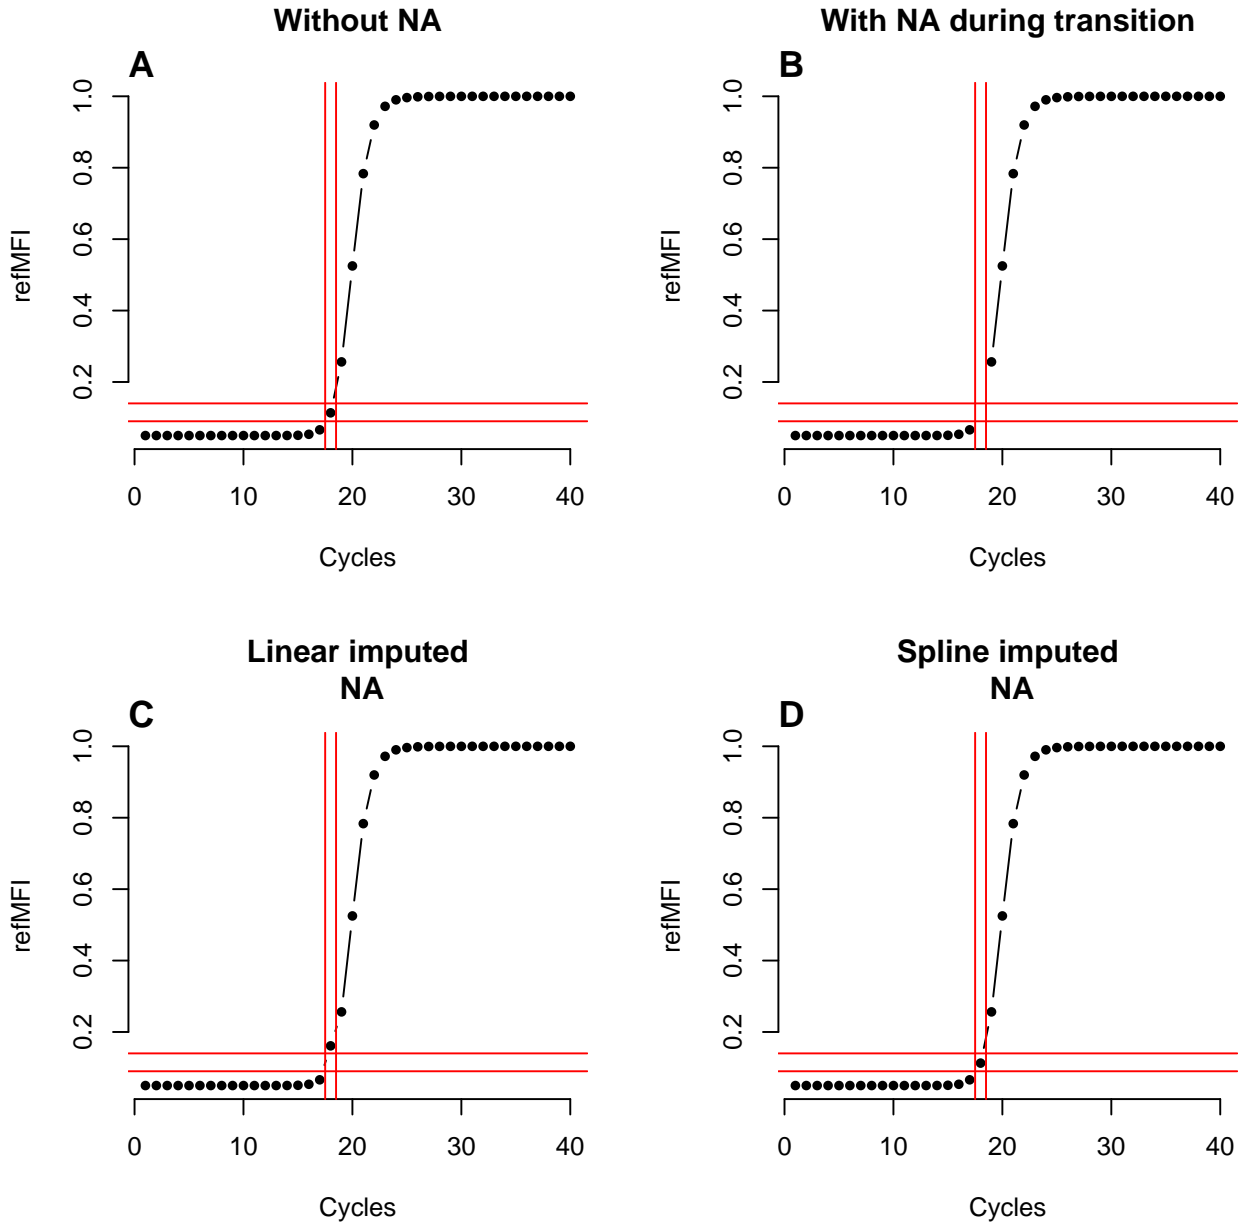 Without NA
A
refMFI
1.0
0.8
0.6
0.4
0.2
0 10 20 30 40
Cycles
With NA during transition
B
refMFI
1.0
0.8
0.6
0.4
0.2
0 10 20 30 40
Cycles
Linear imputed
NA
C
refMFI
1.0
0.8
0.6
0.4
0.2
0 10 20 30 40
Cycles
Spline imputed
NA
D
refMFI
1.0
0.8
0.6
0.4
0.2
0 10 20 30 40
Cycles